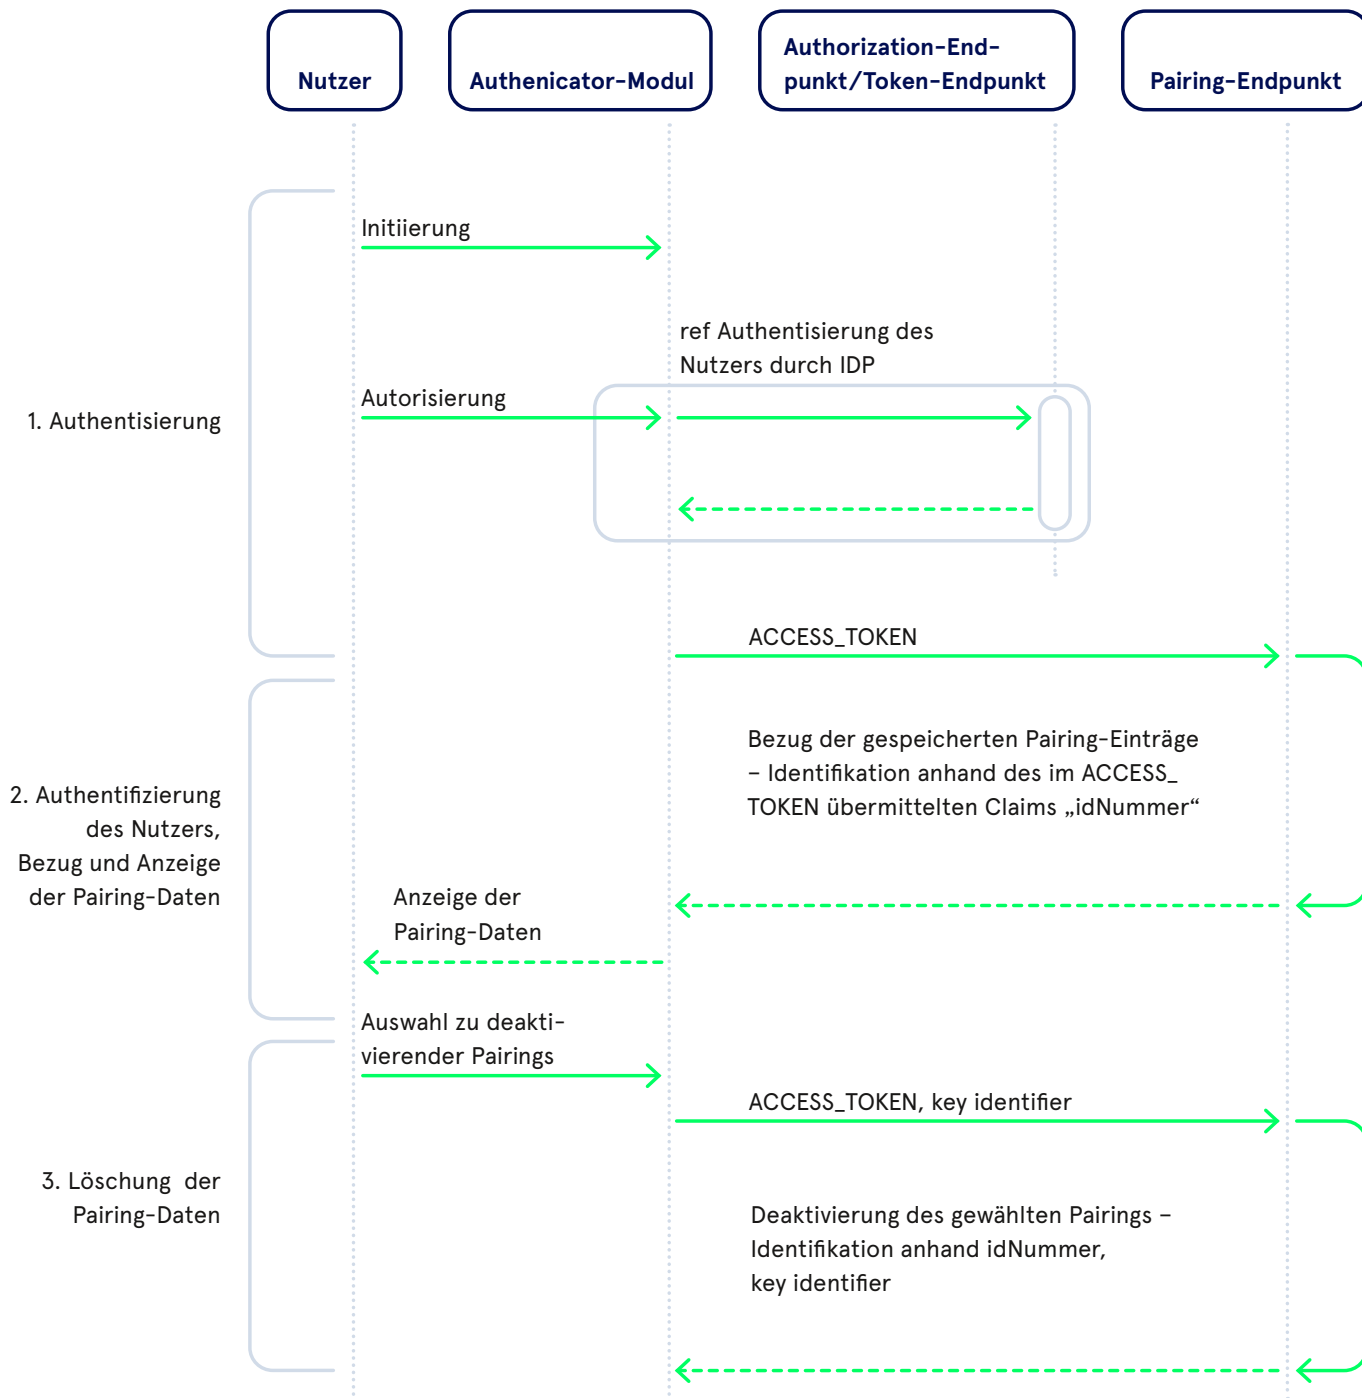 Nutzer
Authenicator-Modul
Authorization-End-
punkt/Token-Endpunkt
Pairing-Endpunkt
Initiierung
ref Authentisierung des
Nutzers durch IDP
Autorisierung
1. Authentisierung
ACCESS_TOKEN
Bezug der gespeicherten Pairing-Einträge
– Identifikation anhand des im ACCESS_
TOKEN übermittelten Claims „idNummer“
2. Authentifizierung
des Nutzers,
Bezug und Anzeige
der Pairing-Daten
Anzeige der
Pairing-Daten
Auswahl zu deakti-
vierender Pairings
ACCESS_TOKEN, key identifier
3. Löschung der
Pairing-Daten
Deaktivierung des gewählten Pairings –
Identifikation anhand idNummer,
key identifier